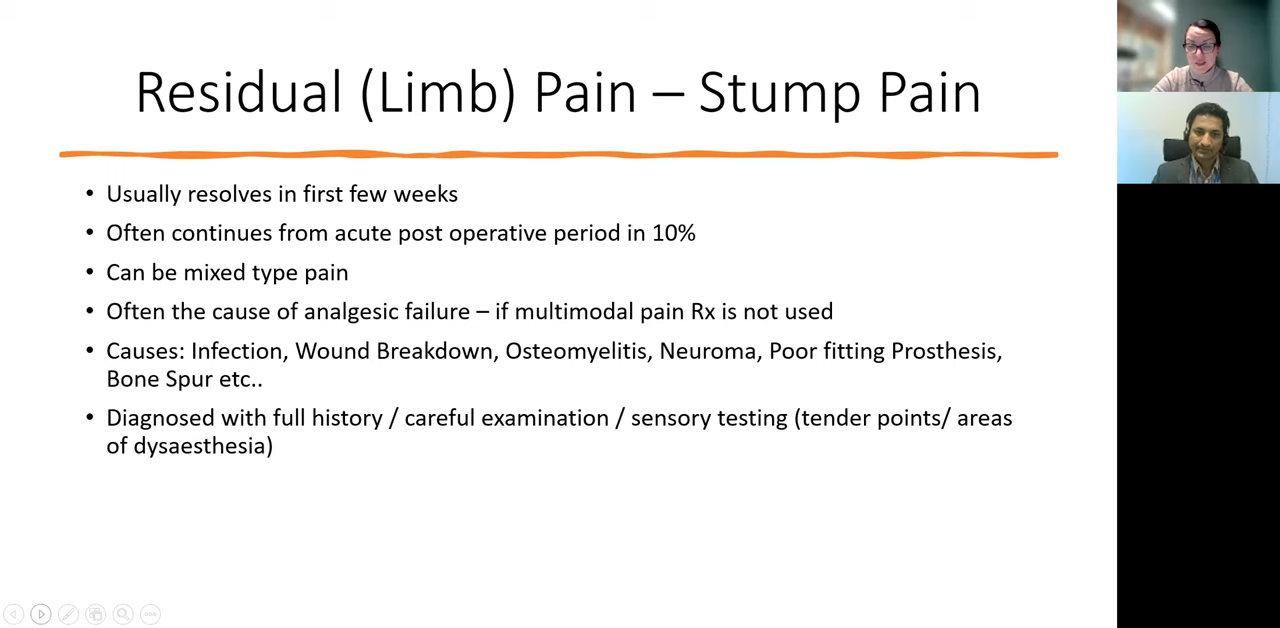 Residual (Limb) Pain – Stump Pain
• Usually resolves in first few weeks
• Often continues from acute post operative period in 10%
• Can be mixed type pain
• Often the cause of analgesic failure – if multimodal pain Rx is not used
• Causes: Infection, Wound Breakdown, Osteomyelitis, Neuroma, Poor fitting Prosthesis,
Bone Spur etc..
• Diagnosed with full history / careful examination / sensory testing (tender points/ areas
of dysaesthesia)